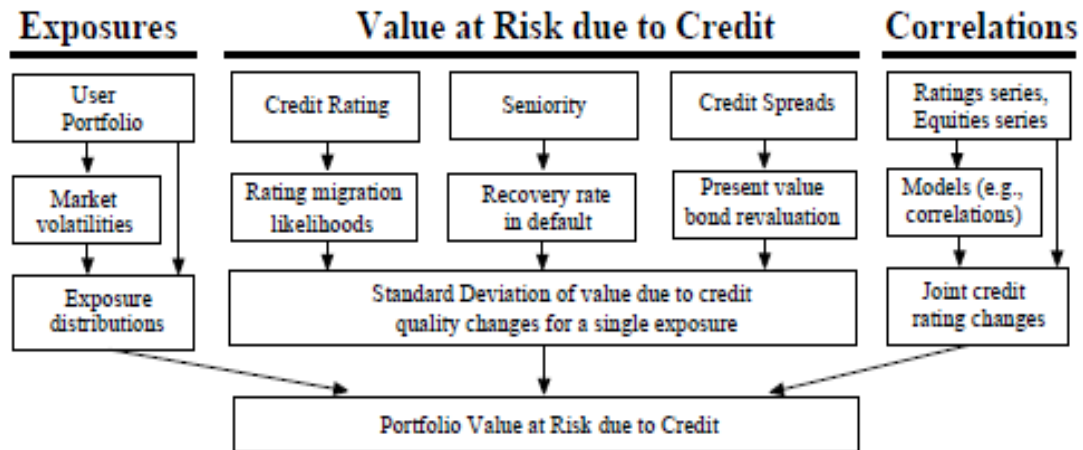 Exposures
Value at Risk due to Credit
Correlations
User
Portfolio
Market
volatilities
Exposure
distributions
Credit Rating
Seniority
Credit Spreads
Rating migration
likelihoods
Recovery rate
in default
Present value
bond revaluation
Standard Deviation of value due to credit
quality changes for a single exposure
Ratings series,
Equities series
Models (e.g.,
correlations)
Joint credit
rating changes
Portfolio Value at Risk due to Credit